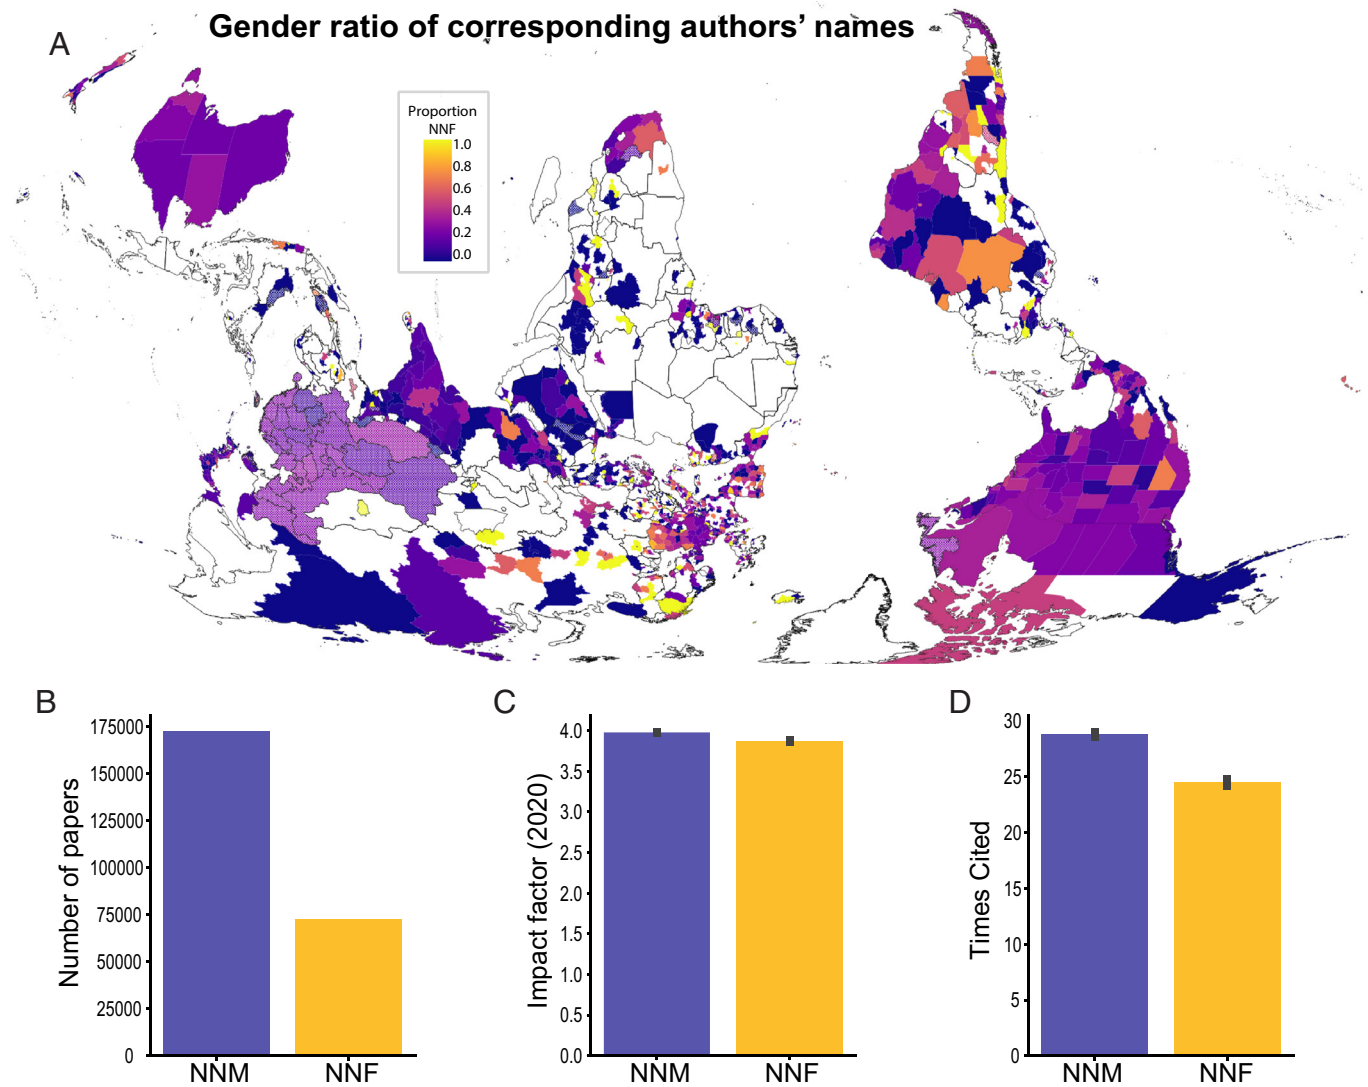 Gender ratio of corresponding authors’ names
A
Proportion
NNF
1.0
0.8
0.6
0.4
0.2
0.0
B
Number of papers
175000
150000
125000
100000
75000
50000
25000
0
NNM
NNF
C
Impact factor (2020)
4.0
3.5
3.0
2.5
2.0
1.5
1.0
0.5
0.0
NNM
NNF
D
Times Cited
30
25
20
15
10
5
0
NNM
NNF